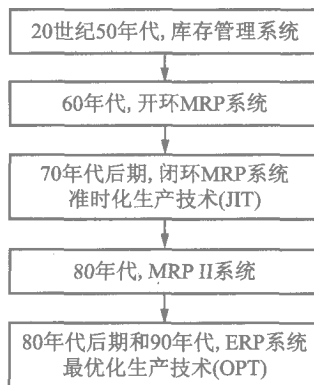 20世纪50年代,库存管理系统
60年代,开环MRP系统
70年代后期,闭环MRP系统
准时化生产技术(JIT)
80年代,MRP II系统
80年代后期和90年代,ERP系统
最优化生产技术(OPT)